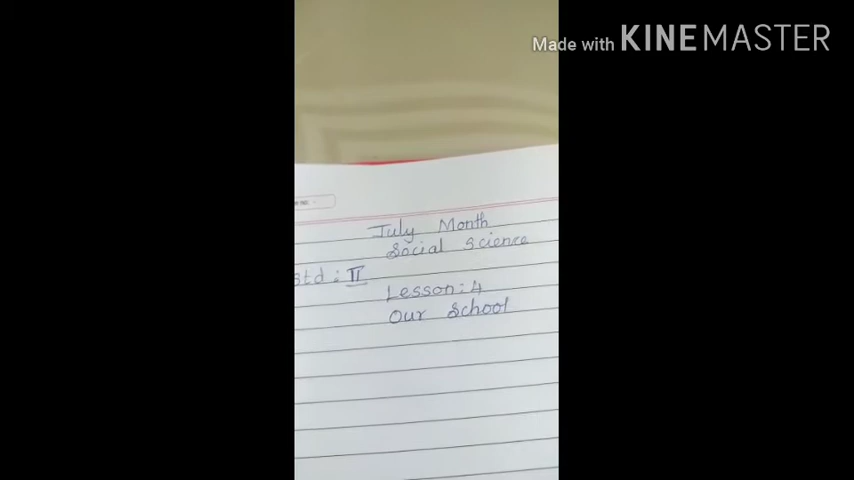 Made with KINEMASTER
July Month
Social Science
Std : II
Lesson : 4
Our School